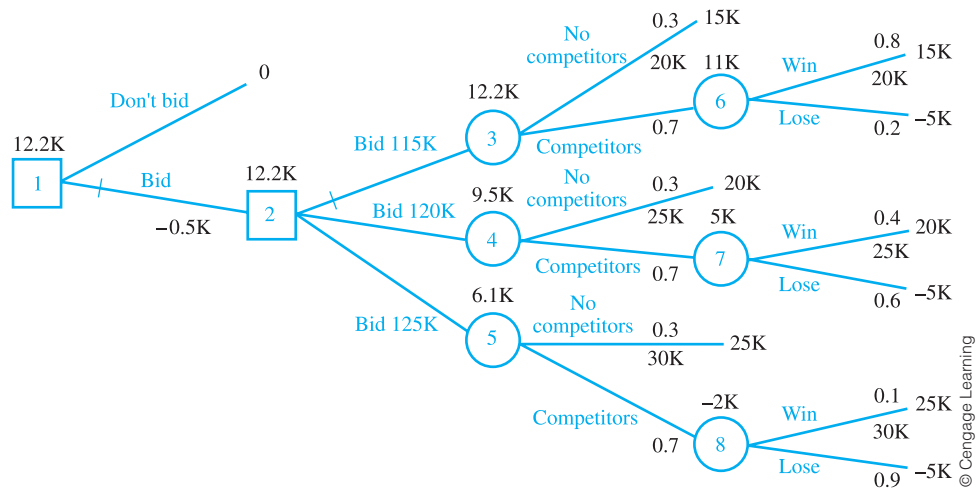 0
Don't bid
12.2K
1
Bid
-0.5K
12.2K
2
Bid 115K
Bid 120K
Bid 125K
12.2K
3
No
competitors
0.3
15K
20K
Competitors
0.7
11K
6
Win
0.8
15K
20K
Lose
0.2
–5K
9.5K
4
No
competitors
0.3
20K
25K
Competitors
0.7
5K
7
Win
0.4
20K
25K
Lose
0.6
–5K
6.1K
5
No
competitors
0.3
25K
30K
Competitors
0.7
–2K
8
Win
0.1
25K
30K
Lose
0.9
–5K
© Cengage Learning